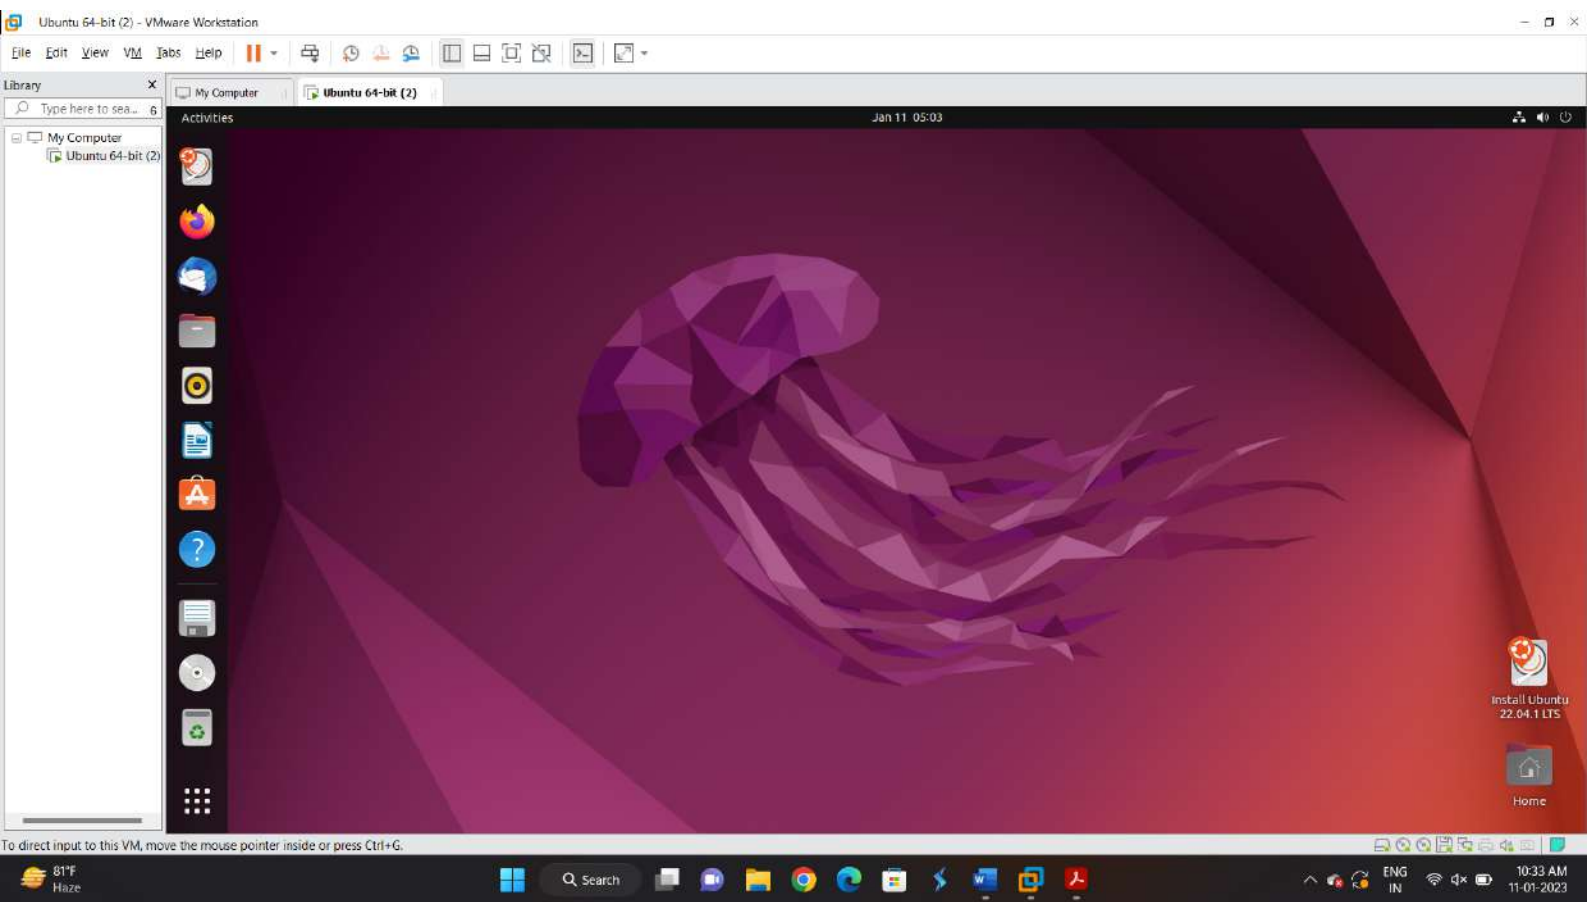 Ubuntu 64-bit (2) - VMware Workstation
File Edit View VM Tabs Help
Library X
My Computer
Ubuntu 64-bit (2)
Type here to sea... 6
Activities
Jan 11 05:03
My Computer
Ubuntu 64-bit (2)
Install Ubuntu
22.04.1 LTS
Home
To direct input to this VM, move the mouse pointer inside or press Ctrl+G.
81°F
Haze
Search
ENG
IN
10:33 AM
11-01-2023